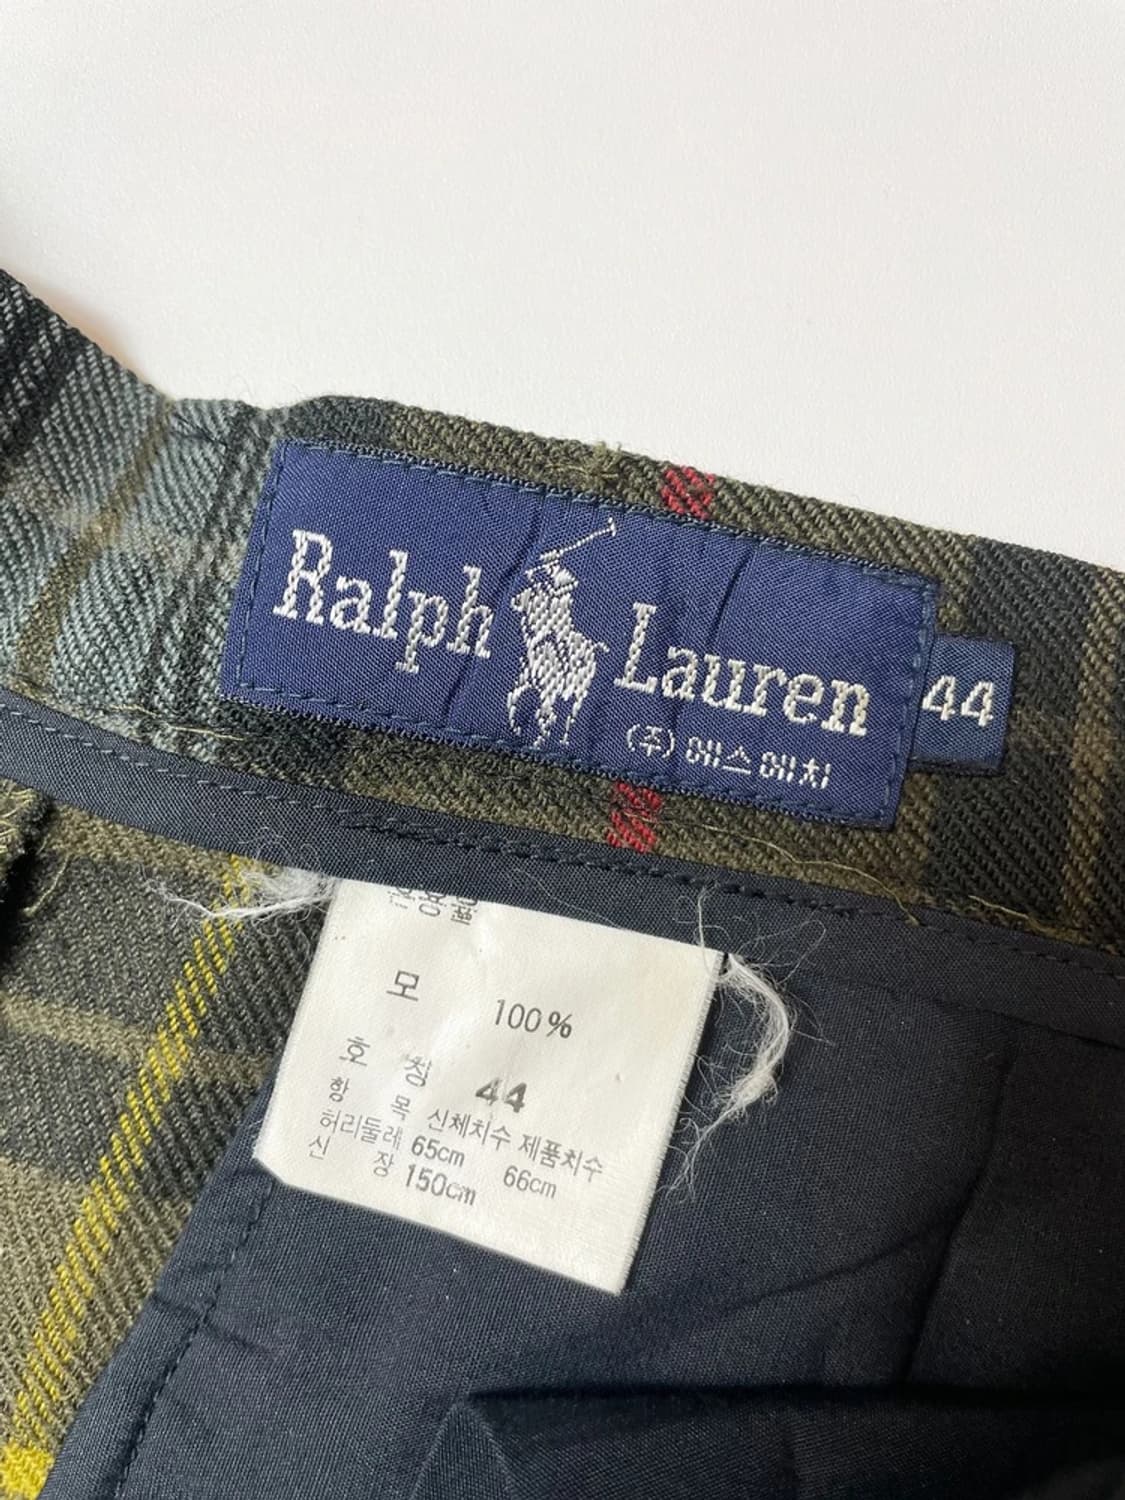 Ralph Lauren
(주) 에스에치
44
모 100%
호 칭 44
항 목 신체치수 제품치수
허리둘레 65cm 66cm
신 장 150cm